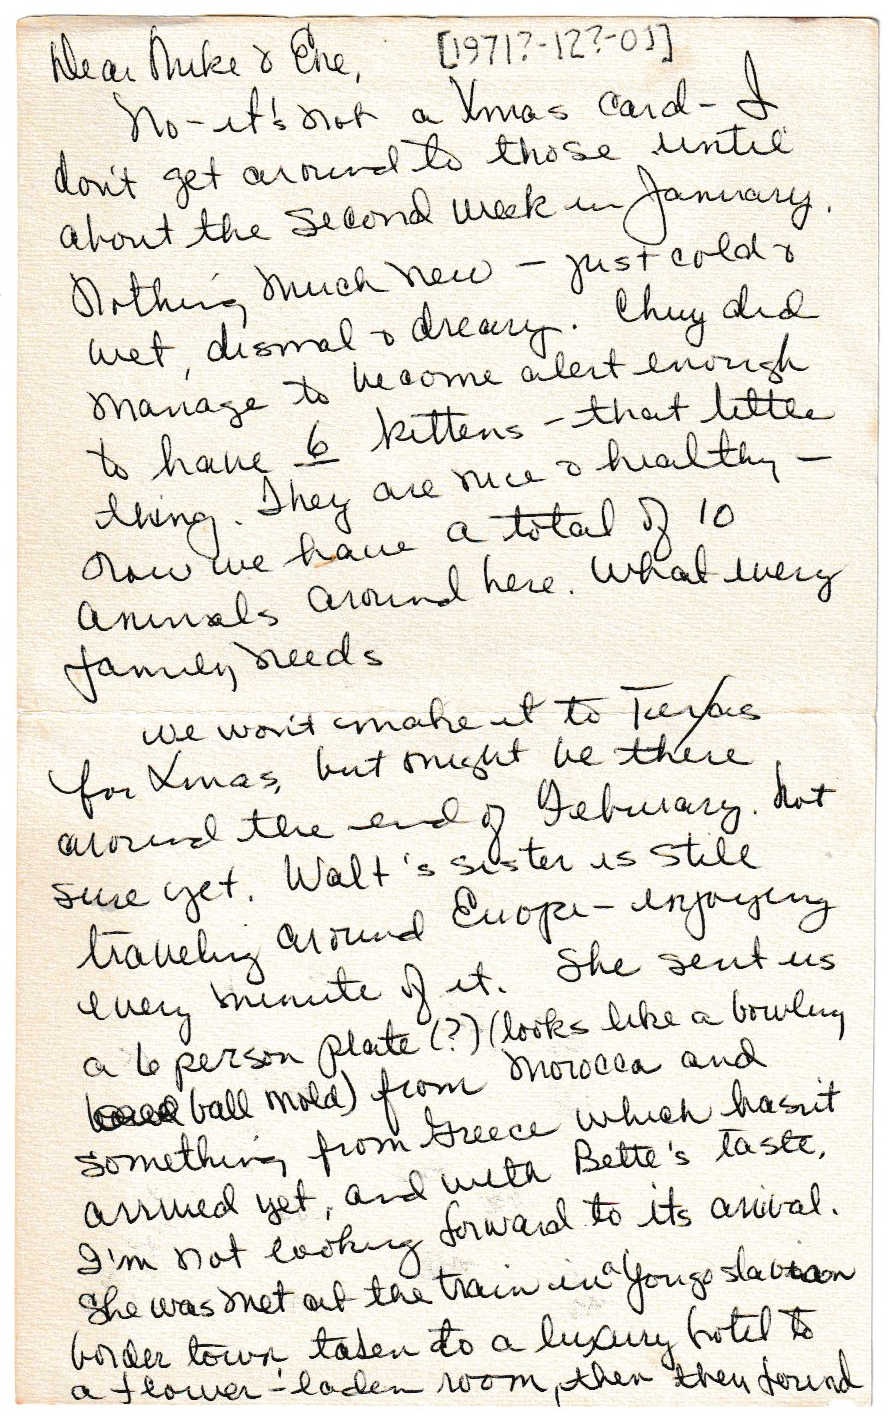 Dear Mike & Ene, [1971?-12?-01]
No - it's not a Xmas card - I
don't get around to those until
about the second week in January.
Nothing much new - just cold &
wet, dismal & dreary. Chuy did
manage to become alert enough
to have 6 kittens - that little
thing. They are nice & healthy -
now we have a total of 10
animals around here. What every
family needs
we won't make it to Texas
for Xmas, but might be there
around the end of February. Not
sure yet. Walt's sister is still
traveling around Europe - enjoying
every minute of it. She sent us
a 6 person plate (?) (looks like a bowling
ball mold) from Morocca and
something from Greece which hasn't
arrived yet, and with Bette's taste,
I'm not looking forward to its arrival.
She was met at the train in a Yougoslavian
border town taken to a luxury hotel to
a flower-laden room, then they found